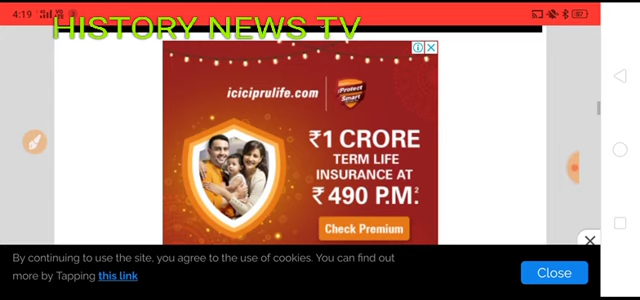 4:19
HISTORY NEWS TV
iciciprulife.com
iProtect
Smart
₹1 CRORE
TERM LIFE
INSURANCE AT
₹490 P.M.²
Check Premium
By continuing to use the site, you agree to the use of cookies. You can find out
more by Tapping this link
Close